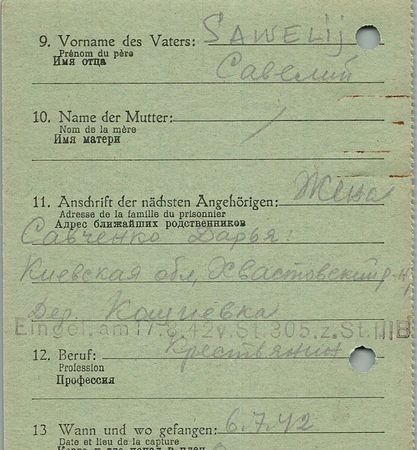 9. Vorname des Vaters: SAWELij
Prénom du père
Имя отца
Савелий
10. Name der Mutter: /
Nom de la mère
Имя матери
11. Anschrift der nächsten Angehörigen: Жена
Adresse de la famille du prisonnier
Адрес ближайших родственников
Савченко Дарья:
Киевская обл, Хвастовский р-н,
Дер. Кощиевка
Eingel. am 17.8.42 v. St. 305, z. St. III B
12. Beruf: Крестьянин
Profession
Профессия
13 Wann und wo gefangen: 6.7.42
Date et lieu de la capture